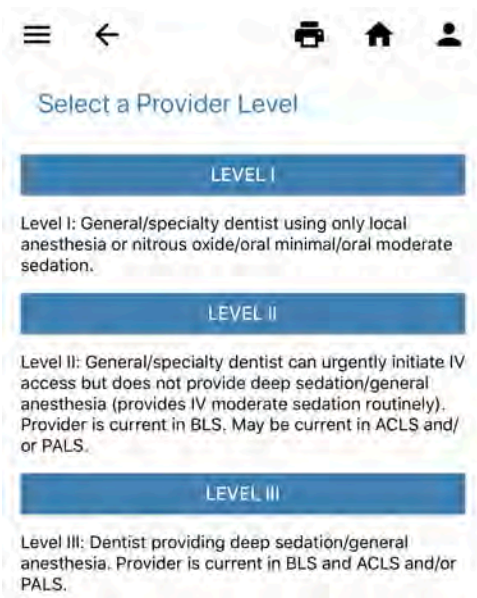 Select a Provider Level
LEVEL I
Level I: General/specialty dentist using only local
anesthesia or nitrous oxide/oral minimal/oral moderate
sedation.
LEVEL II
Level II: General/specialty dentist can urgently initiate IV
access but does not provide deep sedation/general
anesthesia (provides IV moderate sedation routinely).
Provider is current in BLS. May be current in ACLS and/
or PALS.
LEVEL III
Level III: Dentist providing deep sedation/general
anesthesia. Provider is current in BLS and ACLS and/or
PALS.